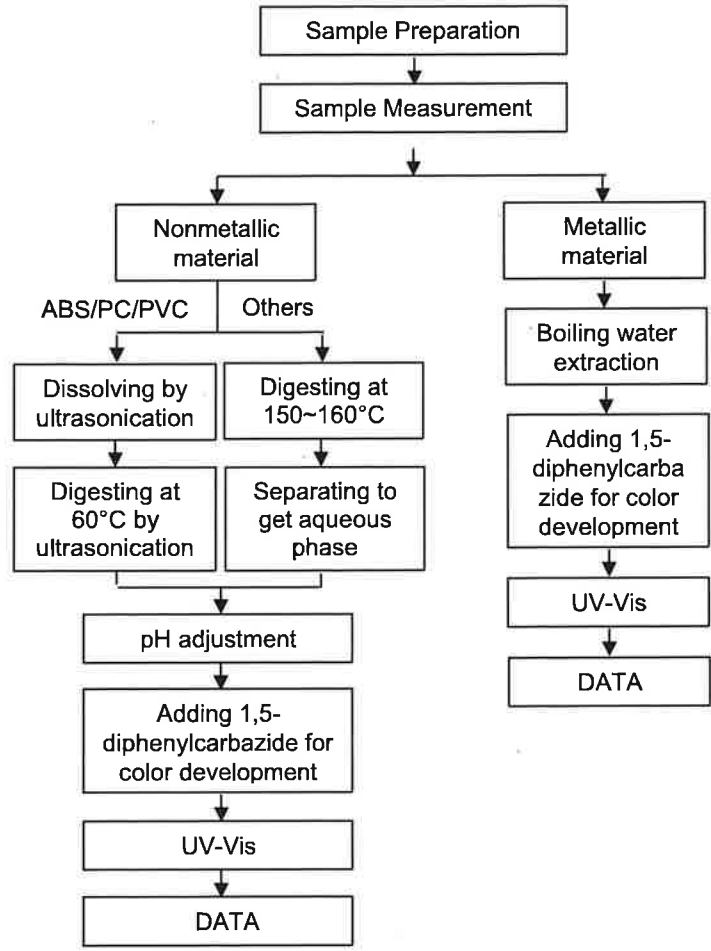 Sample Preparation
Sample Measurement
Nonmetallic
material
Metallic
material
ABS/PC/PVC
Others
Boiling water
extraction
Dissolving by
ultrasonication
Digesting at
150~160°C
Adding 1,5-
diphenylcarba
zide for color
development
Digesting at
60°C by
ultrasonication
Separating to
get aqueous
phase
UV-Vis
pH adjustment
DATA
Adding 1,5-
diphenylcarbazide for
color development
UV-Vis
DATA